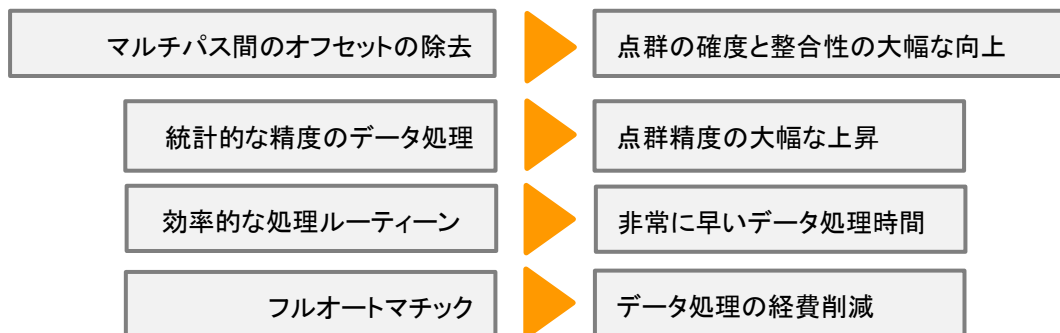 マルチパス間のオフセットの除去
点群の確度と整合性の大幅な向上
統計的な精度のデータ処理
点群精度の大幅な上昇
効率的な処理ルーティーン
非常に早いデータ処理時間
フルオートマチック
データ処理の経費削減